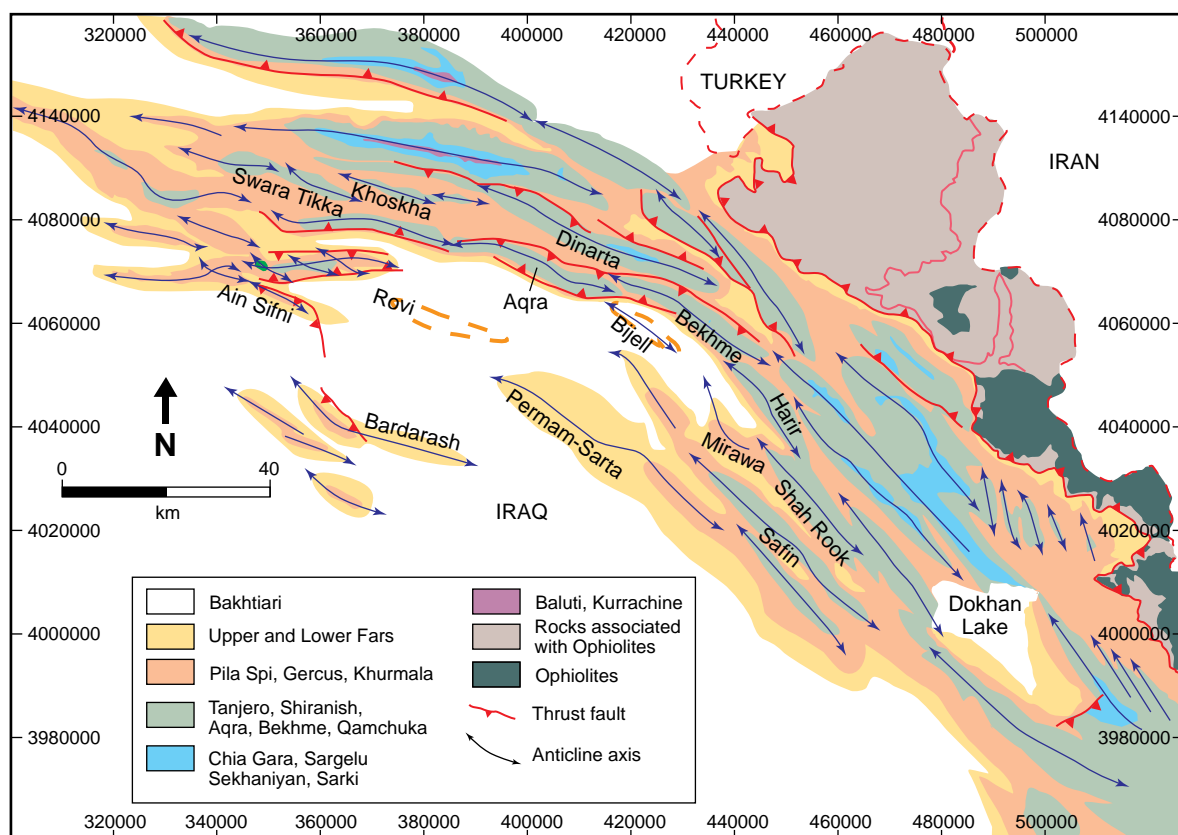 320000 360000 380000 400000 420000 440000 460000 480000 500000
TURKEY
4140000 4140000
IRAN
Swara Tikka
Khoskha
4080000 4080000
Dinarta
Aqra
Ain Sifni
Rovi
Bijell
Bekhme
4060000 4060000
Permam-Sarta
Harir
Bardarash
Mirawa
N
4040000 4040000
0 40
km
Shah Rook
IRAQ
Safin
4020000 4020000
Dokhan
Lake
4000000 4000000
3980000 3980000
Bakhtiari
Upper and Lower Fars
Pila Spi, Gercus, Khurmala
Tanjero, Shiranish,
Aqra, Bekhme, Qamchuka
Chia Gara, Sargelu
Sekhaniyan, Sarki
Baluti, Kurrachine
Rocks associated
with Ophiolites
Ophiolites
Thrust fault
Anticline axis
320000 360000 380000 400000 420000 440000 460000 480000 500000